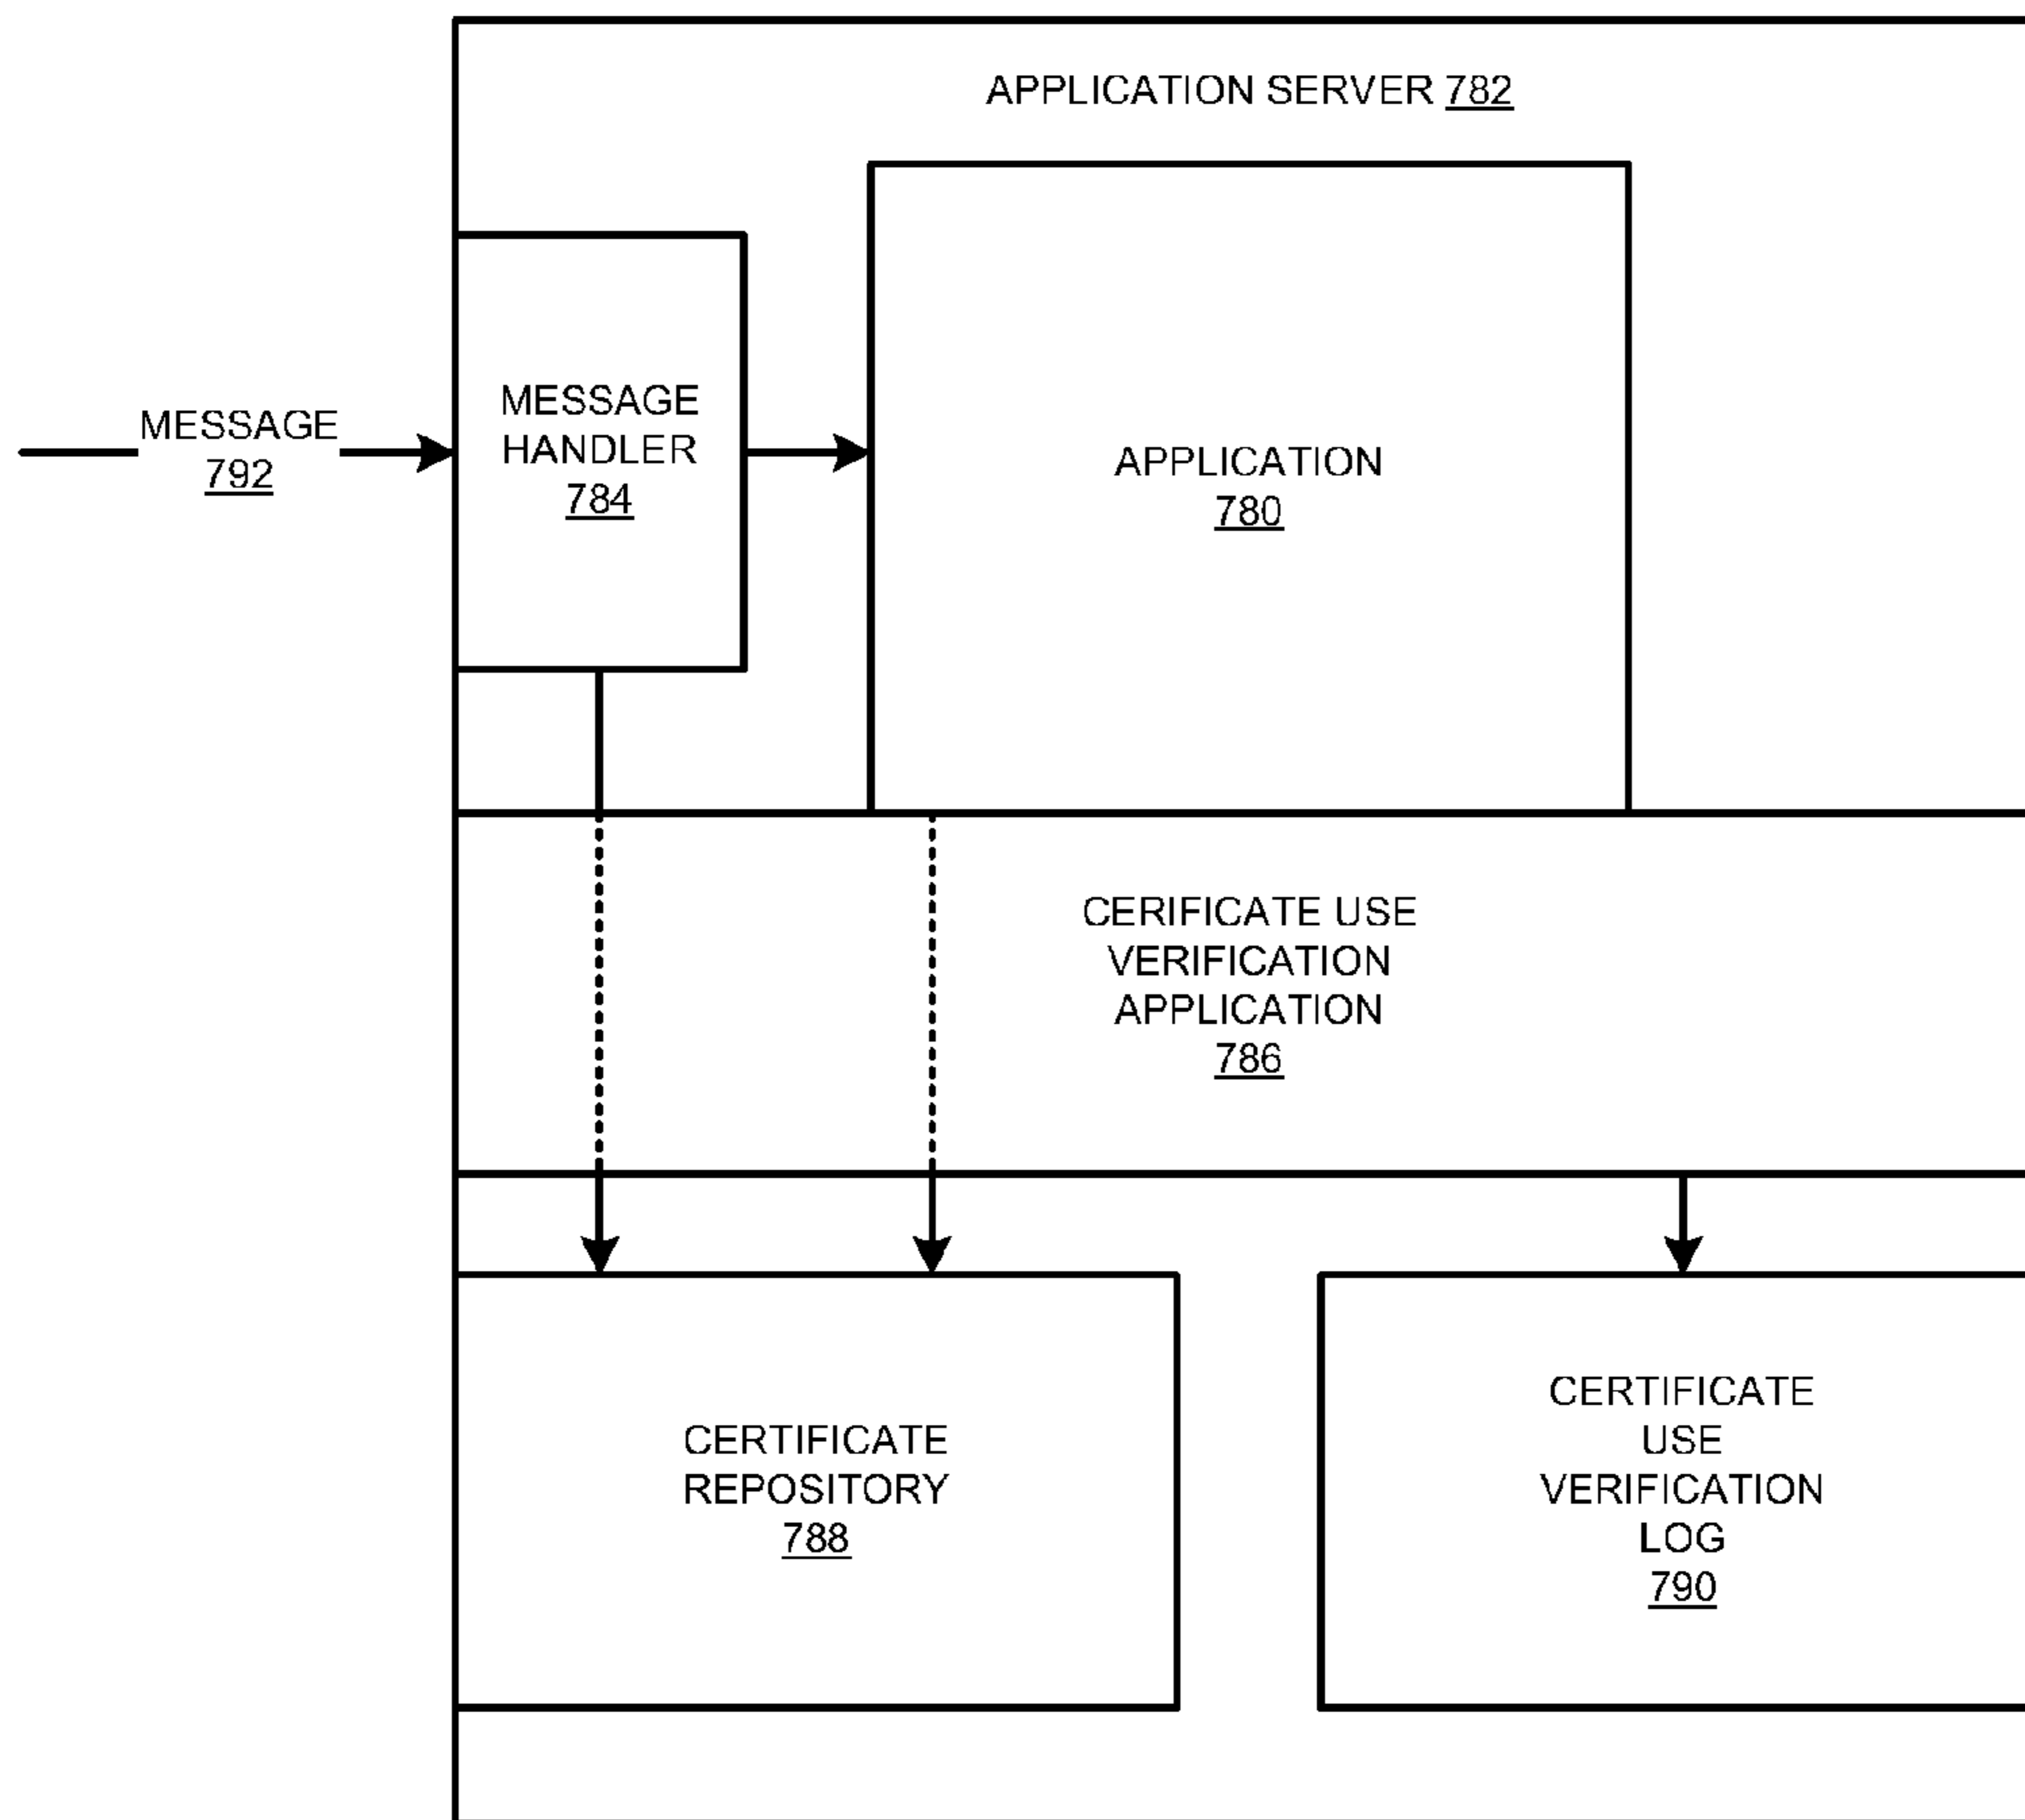 APPLICATION SERVER 782
MESSAGE
792
MESSAGE
HANDLER
784
APPLICATION
780
CERIFICATE USE
VERIFICATION
APPLICATION
786
CERTIFICATE
REPOSITORY
788
CERTIFICATE
USE
VERIFICATION
LOG
790